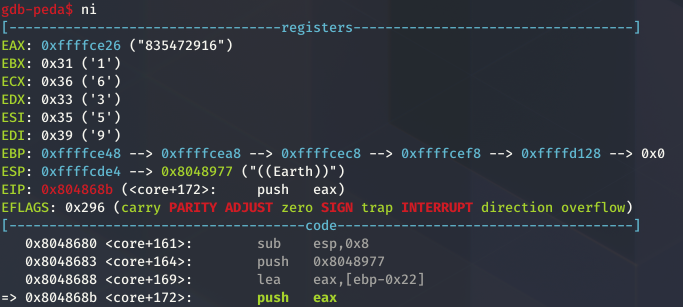 gdb-peda$ ni
[----------------------------------registers-----------------------------------]
EAX: 0xffffce26 ("835472916")
EBX: 0x31 ('1')
ECX: 0x36 ('6')
EDX: 0x33 ('3')
ESI: 0x35 ('5')
EDI: 0x39 ('9')
EBP: 0xffffce48 --> 0xffffcea8 --> 0xffffcec8 --> 0xffffcef8 --> 0xffffd128 --> 0x0
ESP: 0xffffcde4 --> 0x8048977 ("((Earth))")
EIP: 0x804868b (<core+172>: push eax)
EFLAGS: 0x296 (carry PARITY ADJUST zero SIGN trap INTERRUPT direction overflow)
[-------------------------------------code-------------------------------------]
0x8048680 <core+161>: sub esp,0x8
0x8048683 <core+164>: push 0x8048977
0x8048688 <core+169>: lea eax,[ebp-0x22]
=> 0x804868b <core+172>: push eax